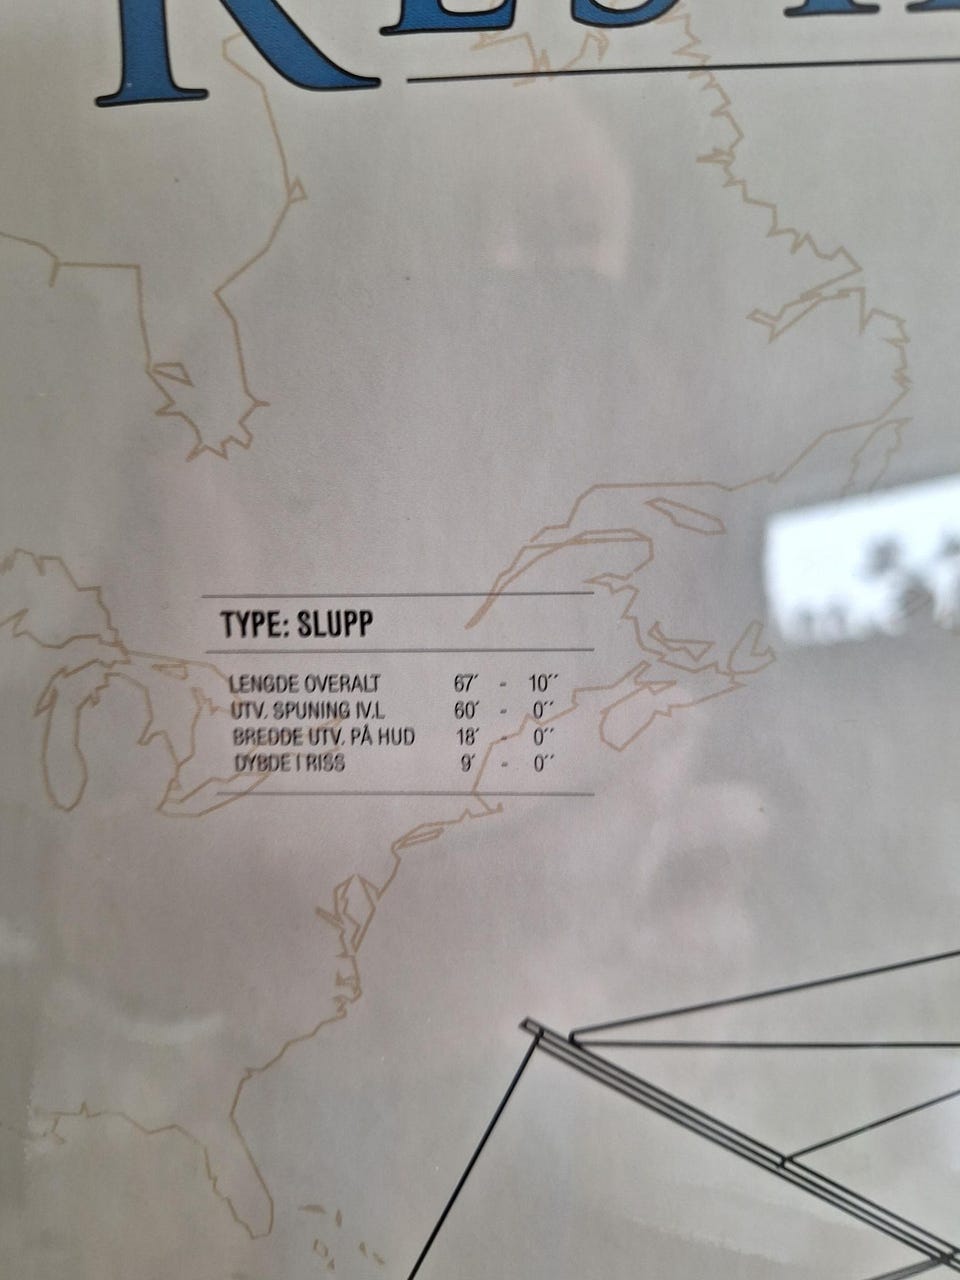 TYPE: SLUPP
LENGDE OVERALT 67´ - 10´´
UTV. SPUNING IV.L 60´ - 0´´
BREDDE UTV. PÅ HUD 18´ - 0´´
DYBDE I RISS 9´ - 0´´